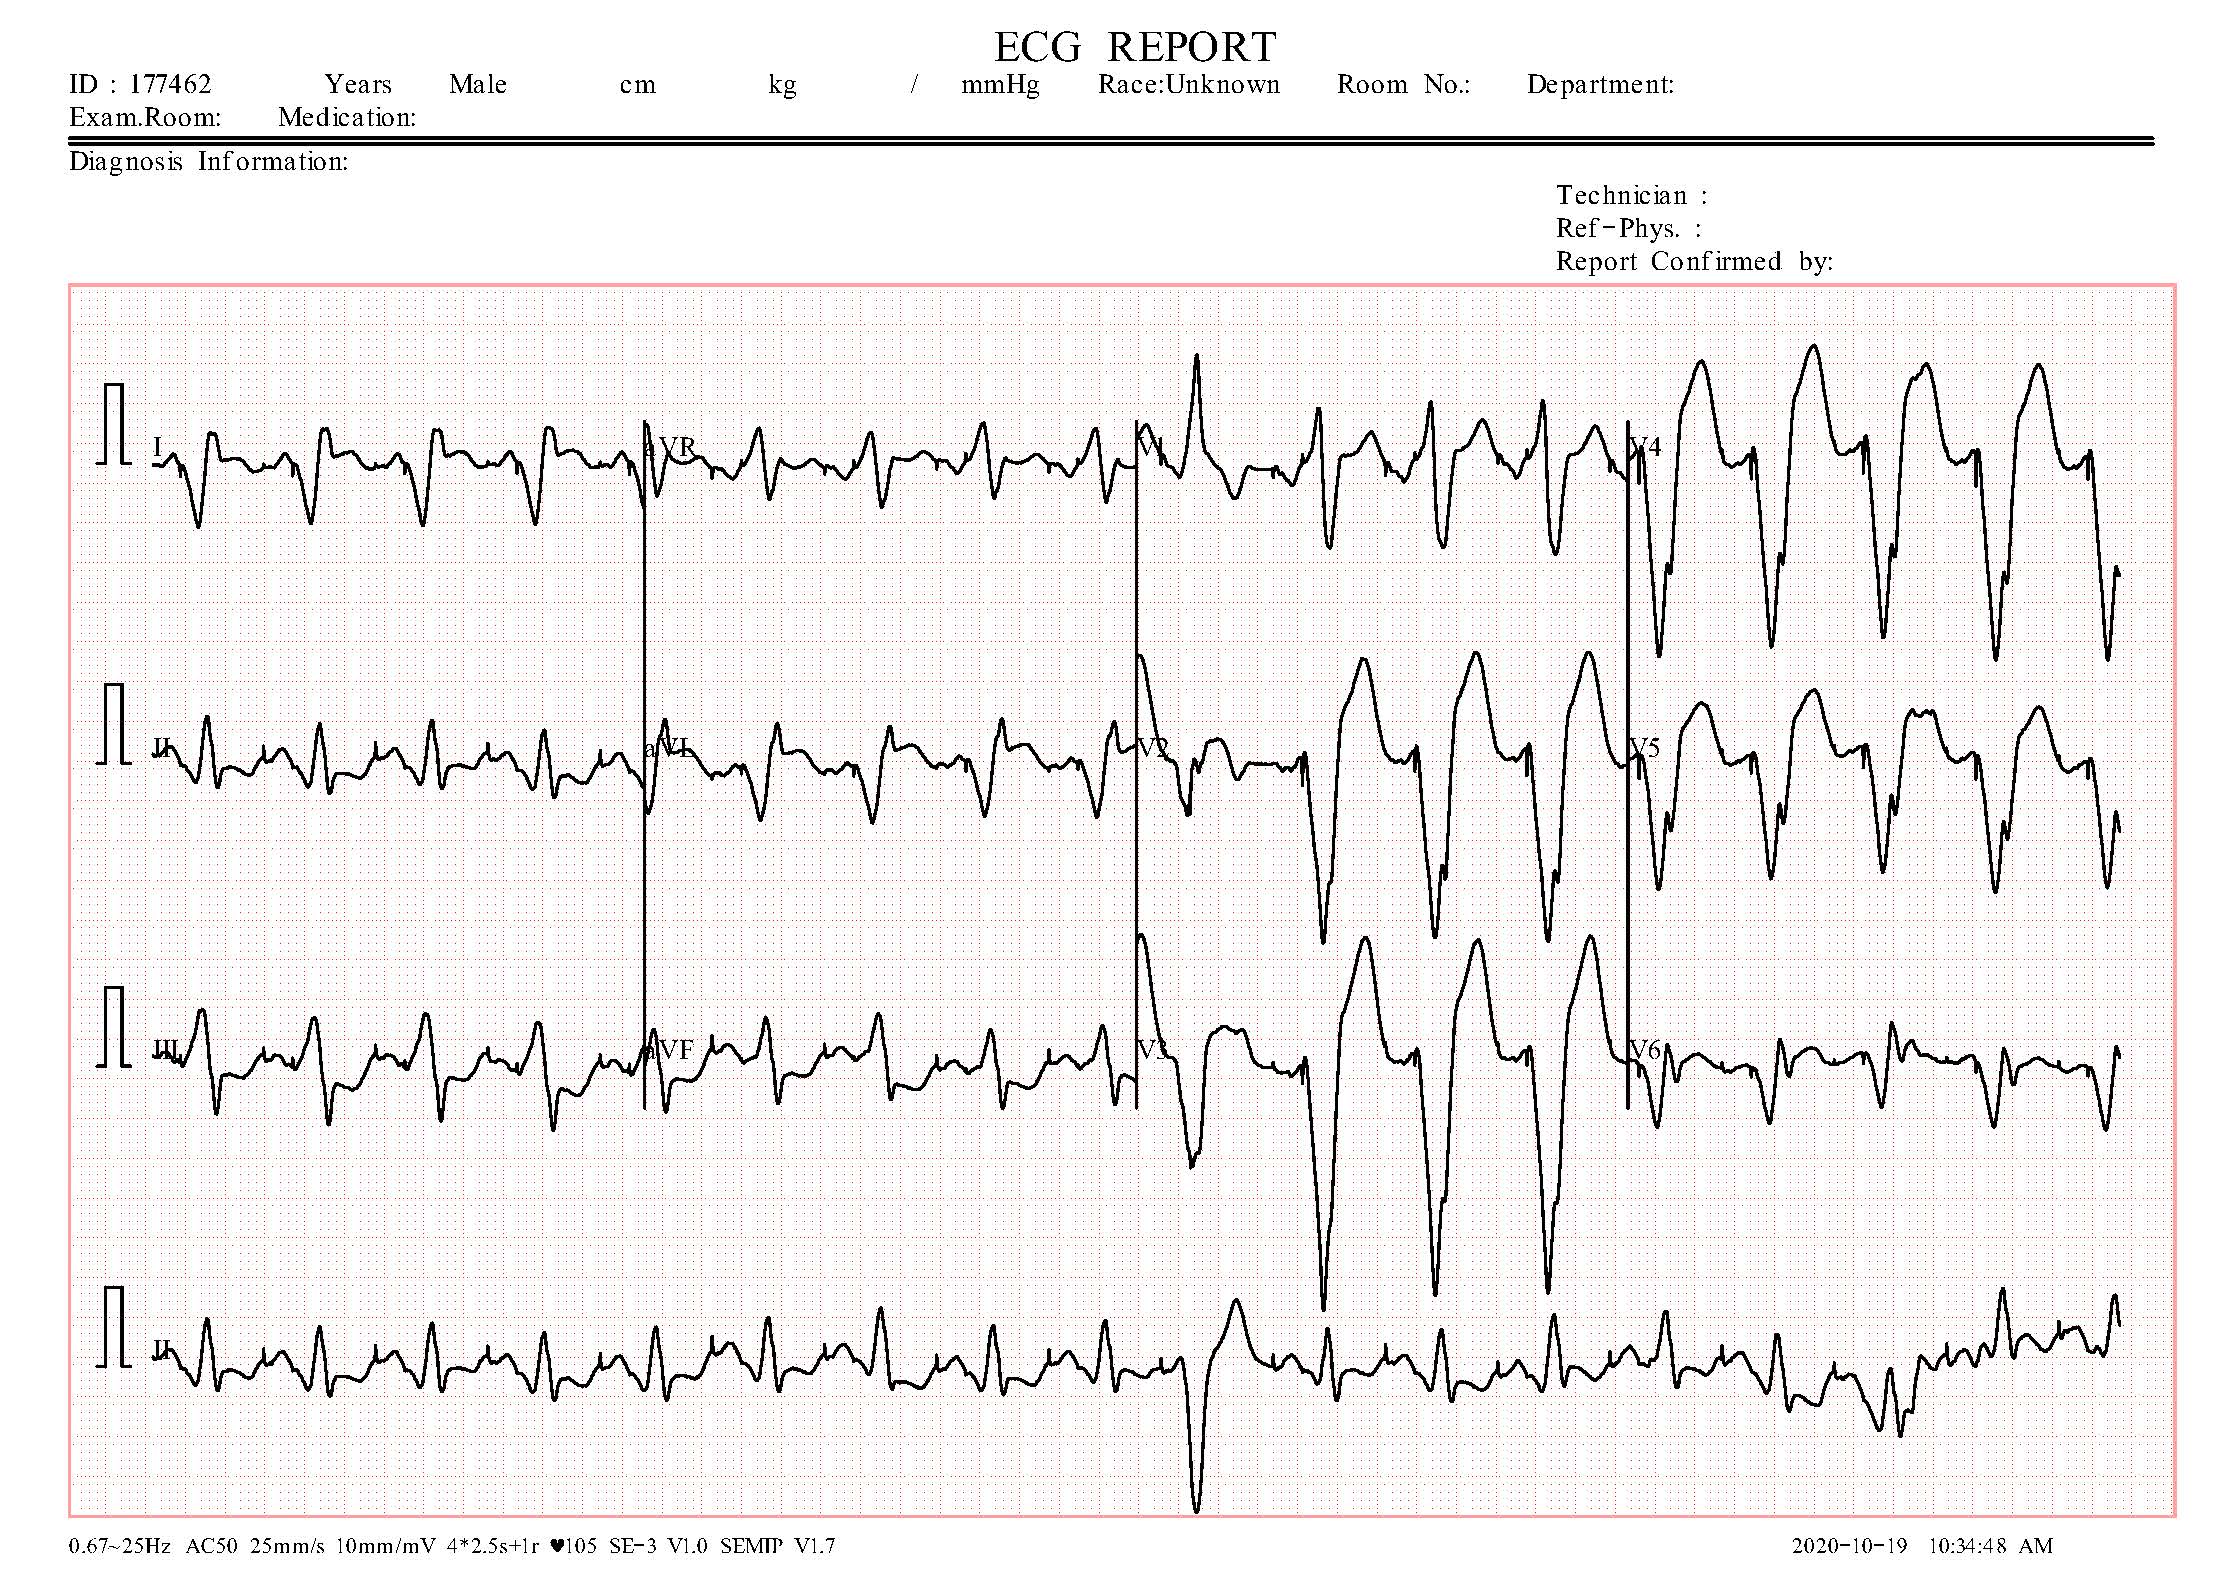 ECG REPORT
ID : 177462 Years Male cm kg / mmHg Race:Unknown Room No.: Department:
Exam.Room: Medication:
Diagnosis Information:
Technician :
Ref-Phys. :
Report Confirmed by:
I aVR V1 V4
II aVL V2 V5
III aVF V3 V6
II
0.67~25Hz AC50 25mm/s 10mm/mV 4*2.5s+1r ♥105 SE-3 V1.0 SEMIP V1.7
2020-10-19 10:34:48 AM